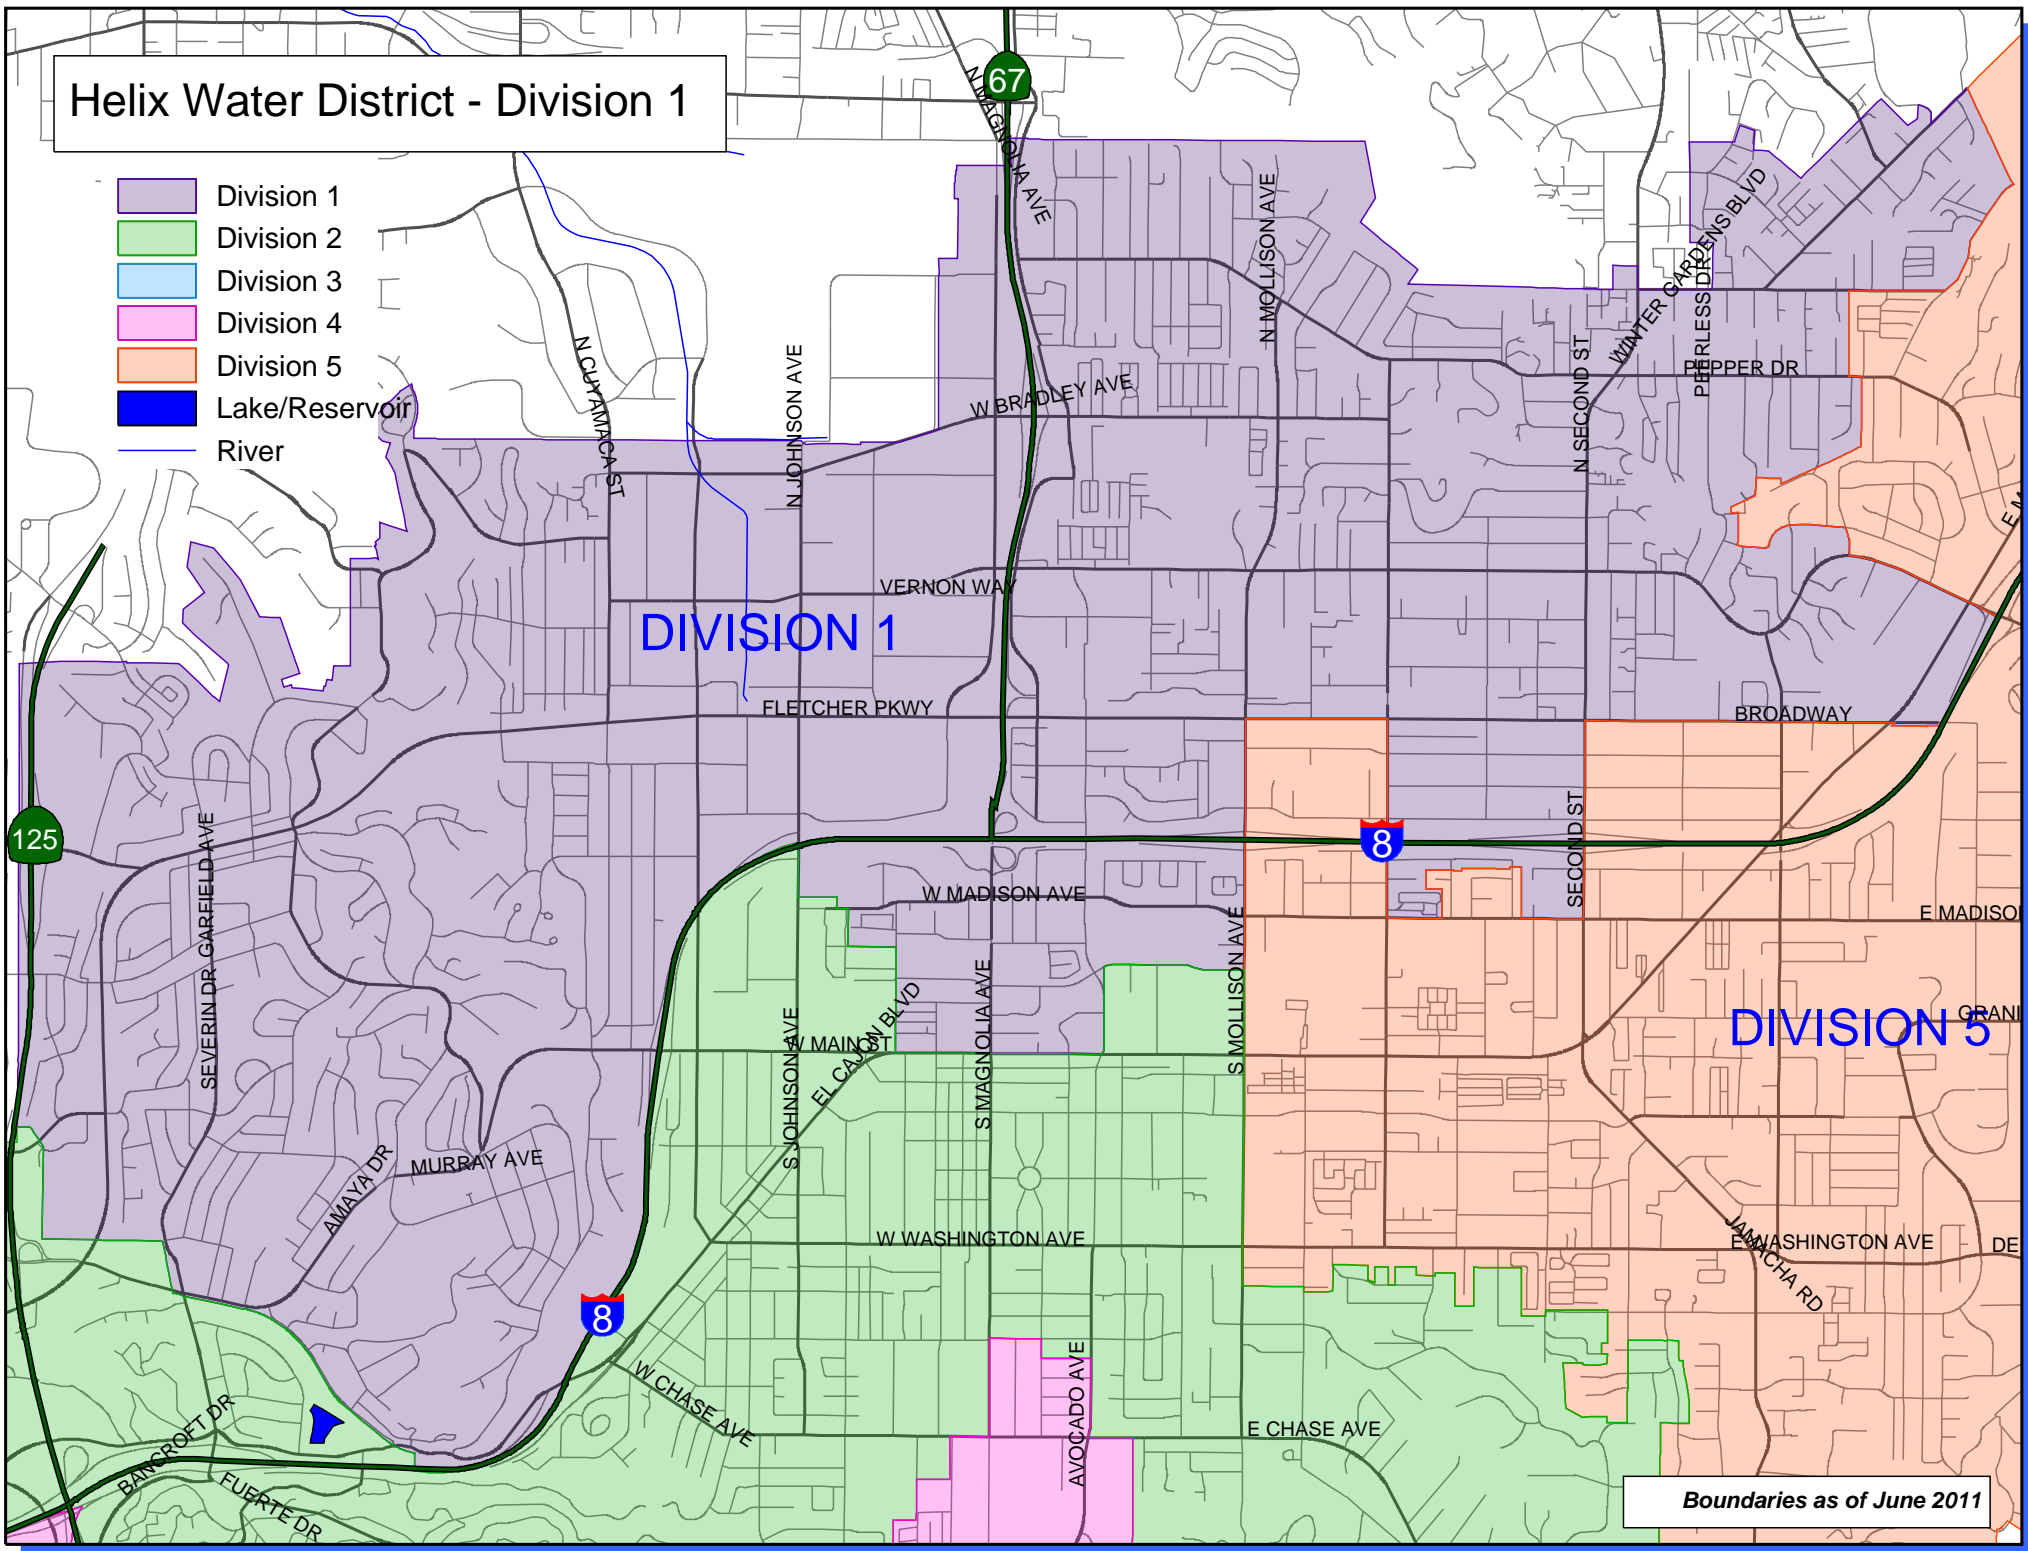 Helix Water District - Division 1
67
N MAGNOLIA AVE
Division 1
Division 2
Division 3
Division 4
Division 5
Lake/Reservoir
River
N CUYAMACA ST
N JOHNSON AVE
N MOLLISON AVE
WINTER GARDENS BLVD
PEERLESS DR
PEPPER DR
N SECOND ST
W BRADLEY AVE
E M
VERNON WAY
DIVISION 1
FLETCHER PKWY
BROADWAY
125
8
SEVERIN DR
GARFIELD AVE
W MADISON AVE
SECOND ST
E MADISO
S MOLLISON AVE
S MAGNOLIA AVE
EL CAJON BLVD
W MAIN ST
S JOHNSON AVE
GRANI
DIVISION 5
AMAYA DR
MURRAY AVE
W WASHINGTON AVE
E WASHINGTON AVE
DE
JAMACHA RD
8
W CHASE AVE
AVOCADO AVE
E CHASE AVE
BANCROFT DR
FUERTE DR
Boundaries as of June 2011